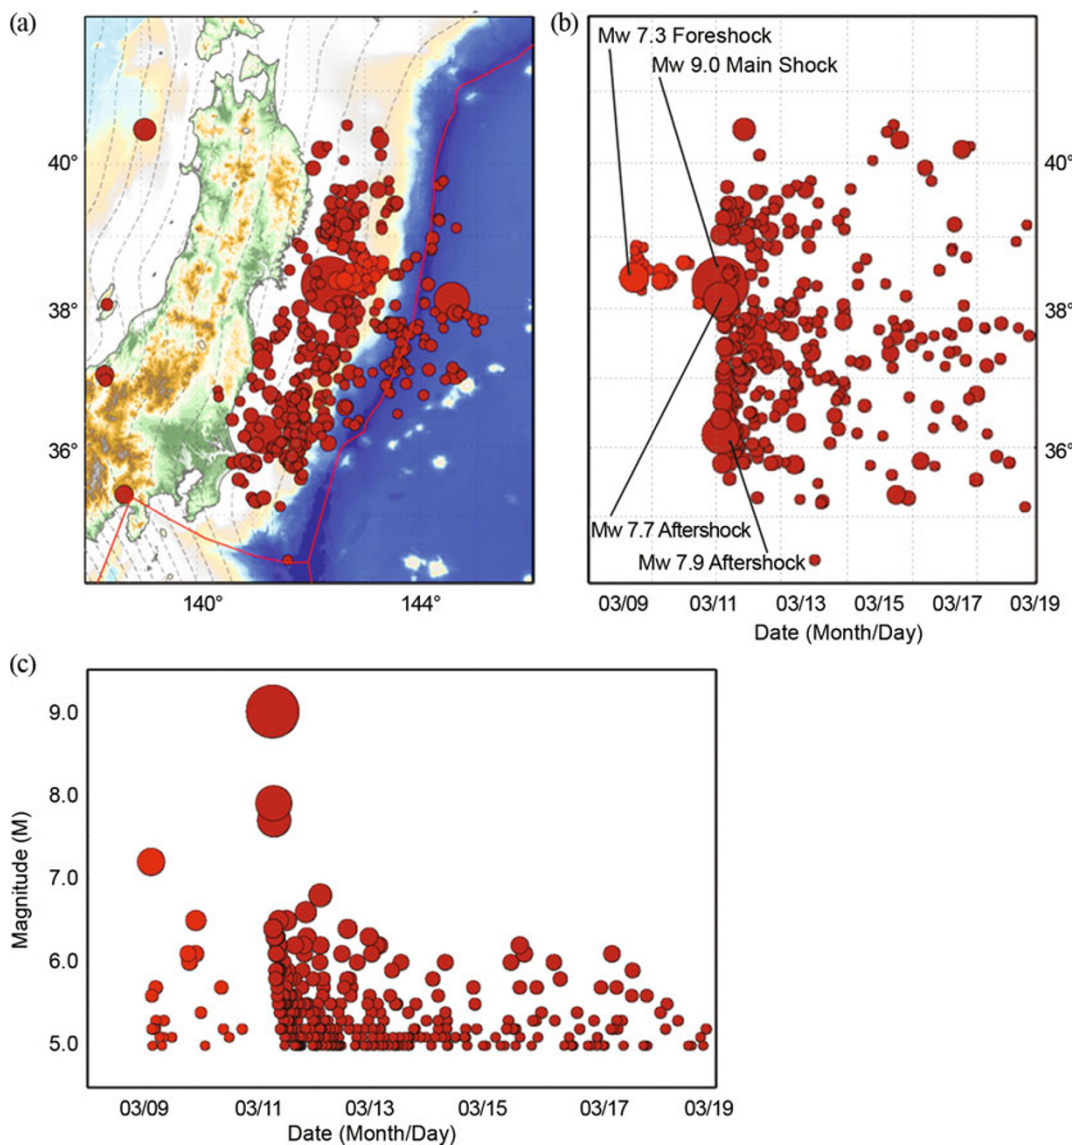 (a)
40°
38°
36°
140°
144°
(b)
Mw 7.3 Foreshock
Mw 9.0 Main Shock
40°
38°
36°
Mw 7.7 Aftershock
Mw 7.9 Aftershock
03/09
03/11
03/13
03/15
03/17
03/19
Date (Month/Day)
(c)
Magnitude (M)
9.0
8.0
7.0
6.0
5.0
03/09
03/11
03/13
03/15
03/17
03/19
Date (Month/Day)